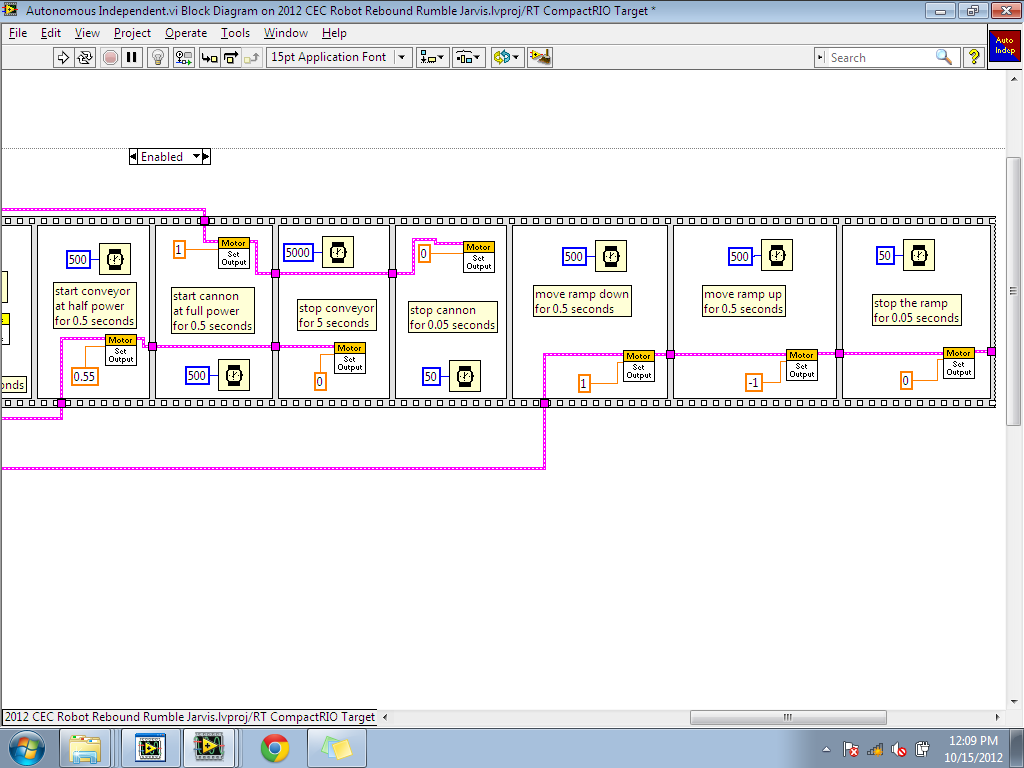 Autonomous Independent.vi Block Diagram on 2012 CEC Robot Rebound Rumble Jarvis.lvproj/RT CompactRIO Target *
File Edit View Project Operate Tools Window Help
15pt Application Font
Search
?
Auto
Indep
Enabled
500
start conveyor
at half power
for 0.5 seconds
Motor
Set
Output
0.55
onds
1
Motor
Set
Output
start cannon
at full power
for 0.5 seconds
500
5000
stop conveyor
for 5 seconds
Motor
Set
Output
0
0
Motor
Set
Output
stop cannon
for 0.05 seconds
50
500
move ramp down
for 0.5 seconds
Motor
Set
Output
1
500
move ramp up
for 0.5 seconds
Motor
Set
Output
-1
50
stop the ramp
for 0.05 seconds
Motor
Set
Output
0
2012 CEC Robot Rebound Rumble Jarvis.lvproj/RT CompactRIO Target
12:09 PM
10/15/2012